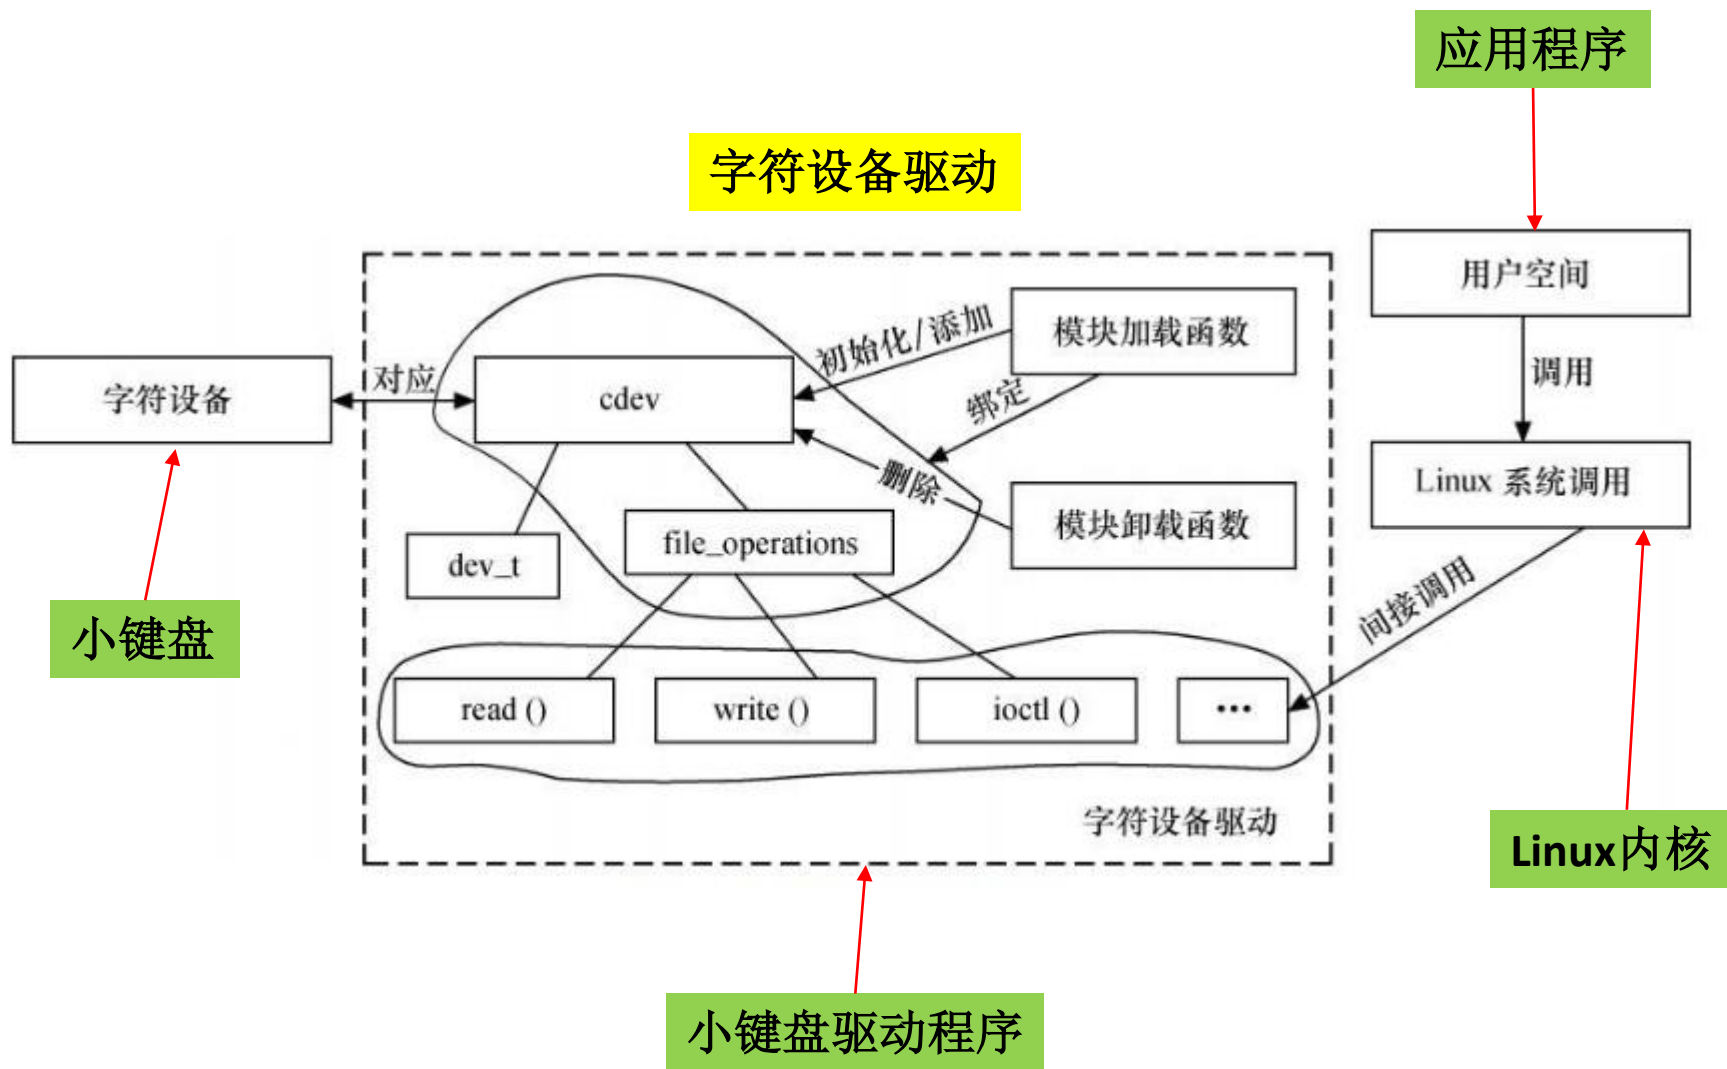 应用程序
字符设备驱动
用户空间
初始化/添加
模块加载函数
对应
调用
字符设备
cdev
绑定
删除
Linux 系统调用
模块卸载函数
file_operations
dev_t
间接调用
小键盘
read ()
write ()
ioctl ()
•••
字符设备驱动
Linux内核
小键盘驱动程序